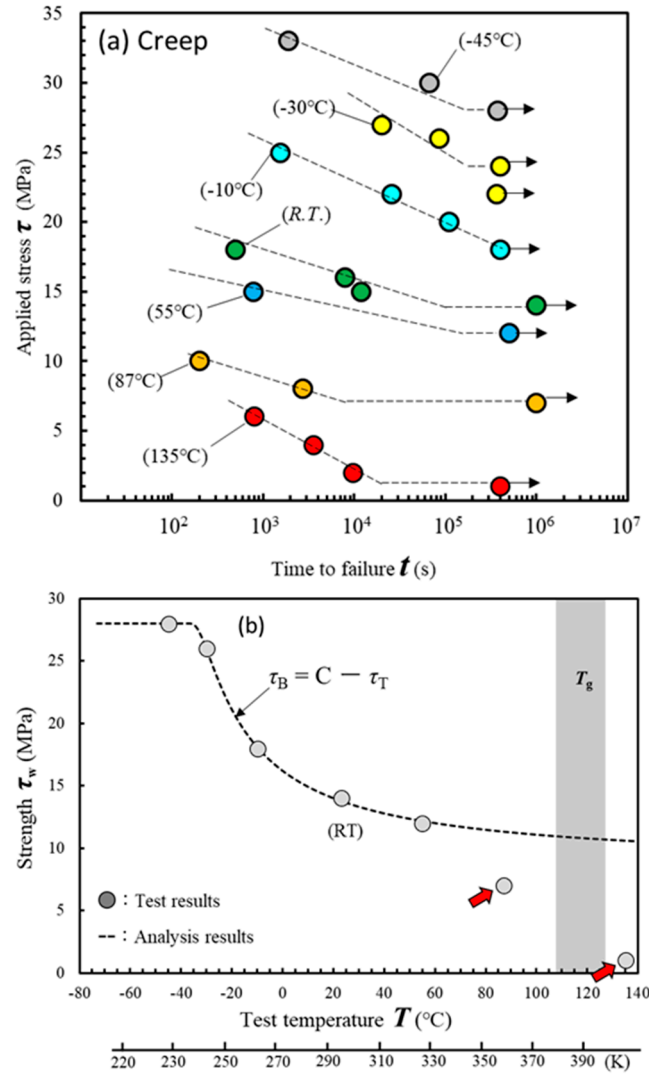 (a) Creep
35
30
25
20
15
10
5
0
Applied stress τ (MPa)
(-45℃)
(-30℃)
(-10℃)
(R.T.)
(55℃)
(87℃)
(135℃)
10² 10³ 10⁴ 10⁵ 10⁶ 10⁷
Time to failure t (s)
(b)
30
25
20
15
10
5
0
Strength τw (MPa)
τB = C − τT
Tg
(RT)
: Test results
: Analysis results
-80 -60 -40 -20 0 20 40 60 80 100 120 140
Test temperature T (℃)
220 230 250 270 290 310 330 350 370 390 (K)